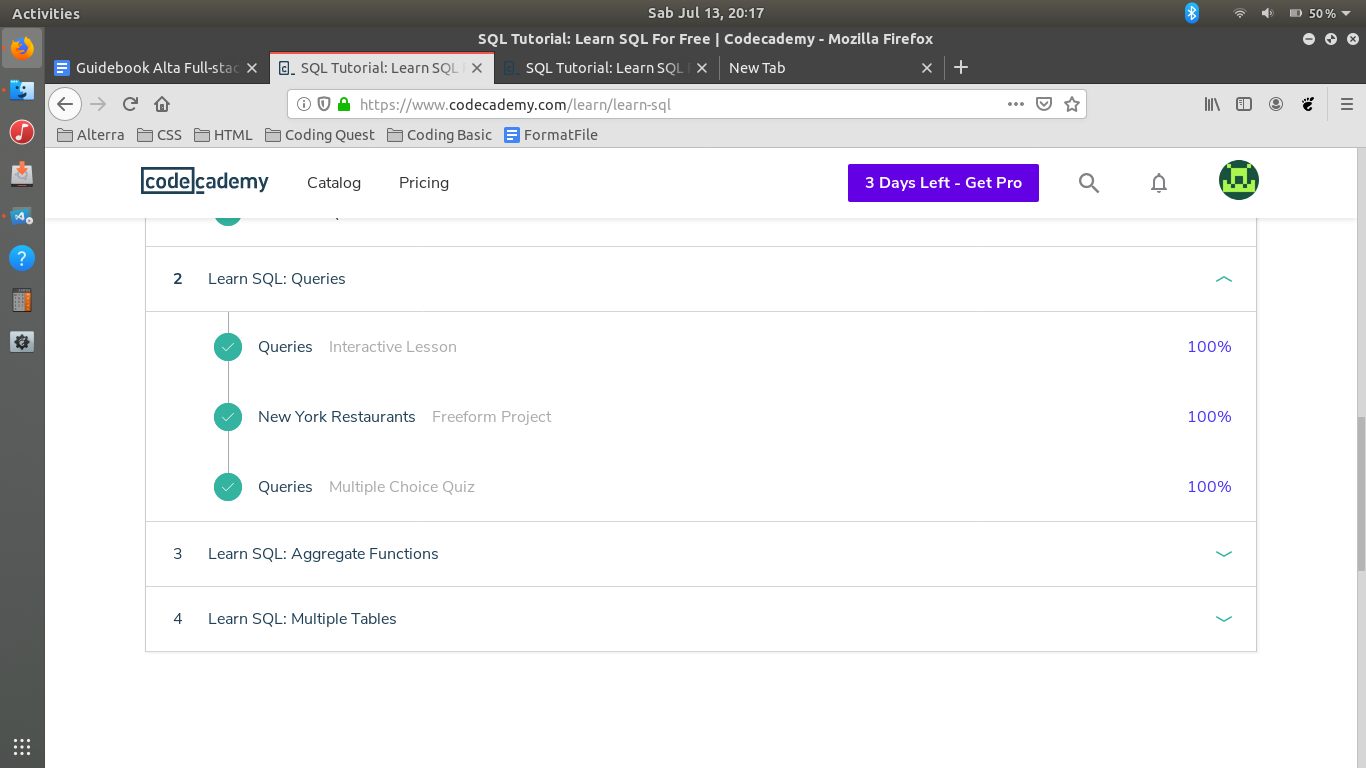 Activities
Sab Jul 13, 20:17
50%
SQL Tutorial: Learn SQL For Free | Codecademy - Mozilla Firefox
Guidebook Alta Full-stac
SQL Tutorial: Learn SQL
SQL Tutorial: Learn SQL
New Tab
https://www.codecademy.com/learn/learn-sql
Alterra
CSS
HTML
Coding Quest
Coding Basic
FormatFile
codecademy
Catalog
Pricing
3 Days Left - Get Pro
2 Learn SQL: Queries
Queries Interactive Lesson 100%
New York Restaurants Freeform Project 100%
Queries Multiple Choice Quiz 100%
3 Learn SQL: Aggregate Functions
4 Learn SQL: Multiple Tables